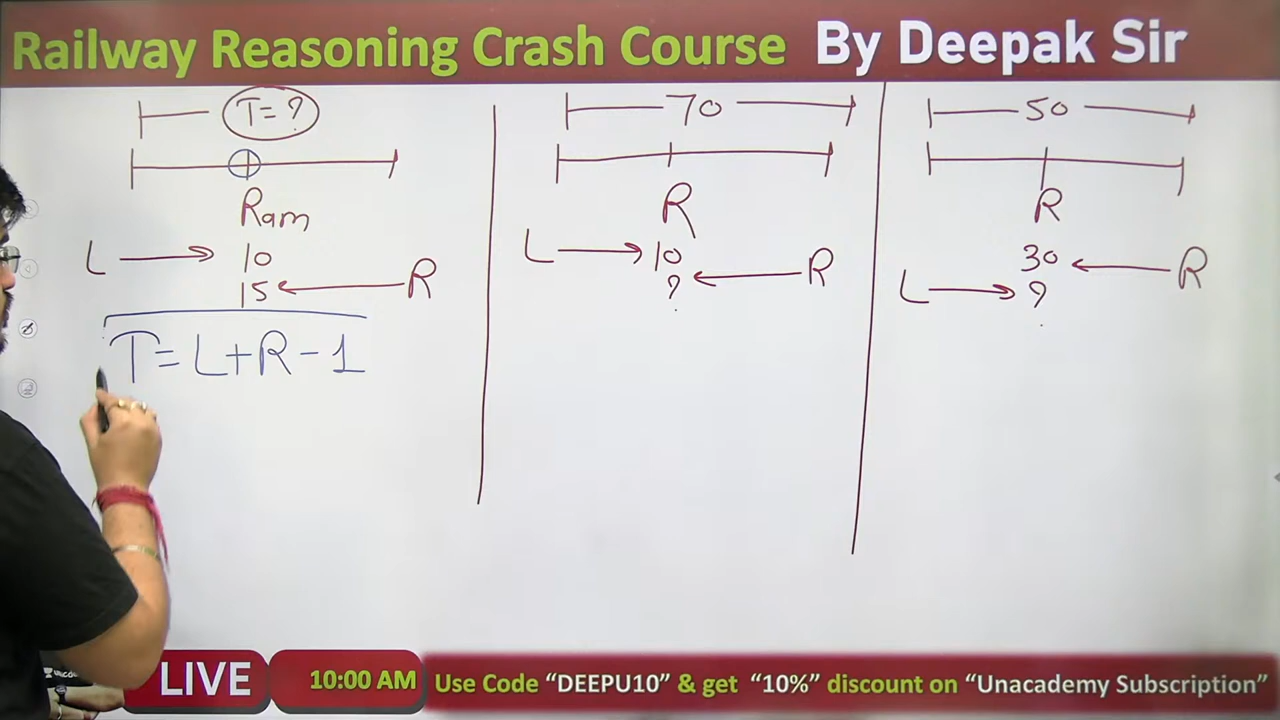 Railway Reasoning Crash Course By Deepak Sir
T = ?
Ram
L → 10
15 ← R
T = L + R - 1
70
R
L → 10
? ← R
50
R
30 ← R
L → ?
LIVE
10:00 AM
Use Code “DEEPU10” & get “10%” discount on “Unacademy Subscription”